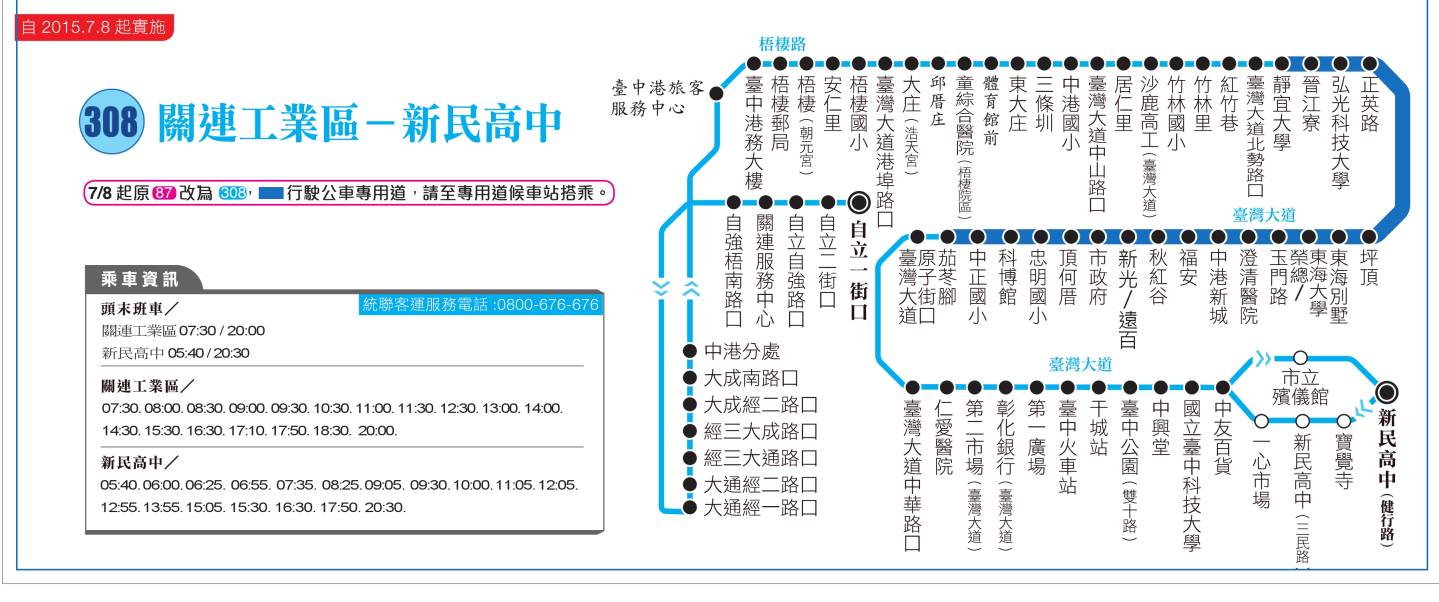 自 2015.7.8 起實施
308 關連工業區－新民高中
7/8 起原 87 改為 308， 行駛公車專用道，請至專用道候車站搭乘。
乘車資訊
統聯客運服務電話 :0800-676-676
頭末班車／
關連工業區 07:30 / 20:00
新民高中 05:40 / 20:30
關連工業區／
07:30. 08:00. 08:30. 09:00. 09:30. 10:30. 11:00. 11:30. 12:30. 13:00. 14:00.
14:30. 15:30. 16:30. 17:10. 17:50. 18:30. 20:00.
新民高中／
05:40. 06:00. 06:25. 06:55. 07:35. 08:25. 09:05. 09:30. 10:00. 11:05. 12:05.
12:55. 13:55. 15:05. 15:30. 16:30. 17:50. 20:30.
梧棲路
臺中港旅客
服務中心
臺中港務大樓
梧棲郵局
梧棲（朝元宮）
安仁里
梧棲國小
臺灣大道港埠路口
大庄（浩天宮）
邱厝庄
童綜合醫院（梧棲院區）
體育館前
東大庄
三條圳
中港國小
臺灣大道中山路口
居仁里
沙鹿高工（臺灣大道）
竹林國小
竹林里
紅竹巷
臺灣大道北勢路口
靜宜大學
晉江寮
弘光科技大學
正英路
自強梧南路口
關連服務中心
自立自強路口
自立二街口
自立一街口
臺灣大道
臺灣大道
原子街口
茄苳腳
中正國小
科博館
忠明國小
頂何厝
市政府
新光／遠百
秋紅谷
福安
中港新城
澄清醫院
玉門路
榮總／
東海大學
東海別墅
坪頂
中港分處
大成南路口
大成經二路口
經三大成路口
經三大通路口
大通經二路口
大通經一路口
臺灣大道
臺灣大道中華路口
仁愛醫院
第二市場（臺灣大道）
彰化銀行（臺灣大道）
第一廣場
臺中火車站
干城站
臺中公園（雙十路）
中興堂
國立臺中科技大學
中友百貨
市立
殯儀館
一心市場
新民高中（三民路
寶覺寺
新民高中（健行路）